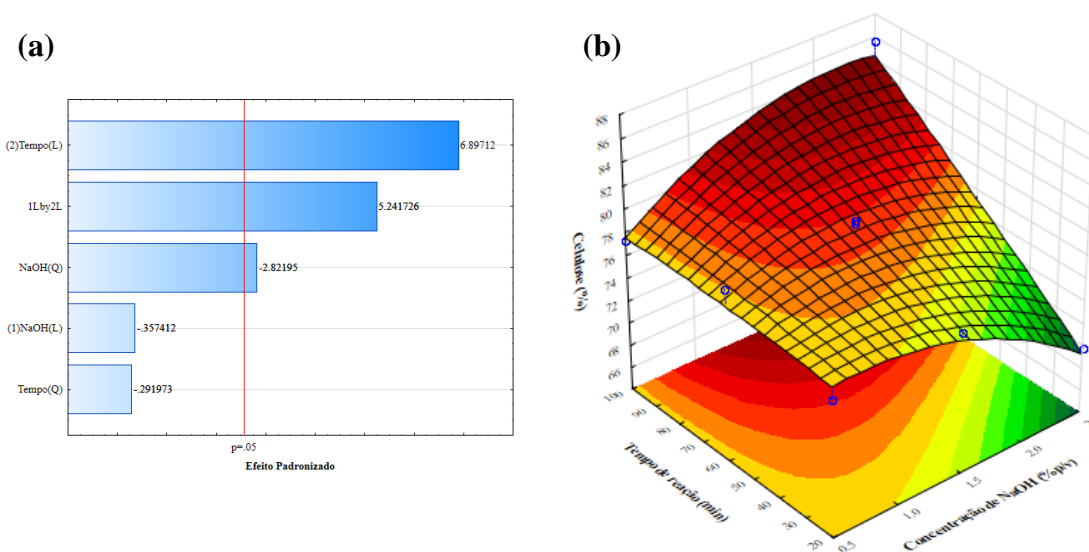 (a)
(2)Tempo(L)
6.89712
1Lby2L
5.241726
NaOH(Q)
-2.82195
(1)NaOH(L)
-.357412
Tempo(Q)
-.291973
p=.05
Efeito Padronizado
(b)
88
86
84
82
80
78
76
74
72
70
68
66
Celulose (%)
100
90
80
70
60
50
40
30
20
Tempo de reação (min)
0.5
1.0
1.5
2.0
Concentração de NaOH (%p/v)